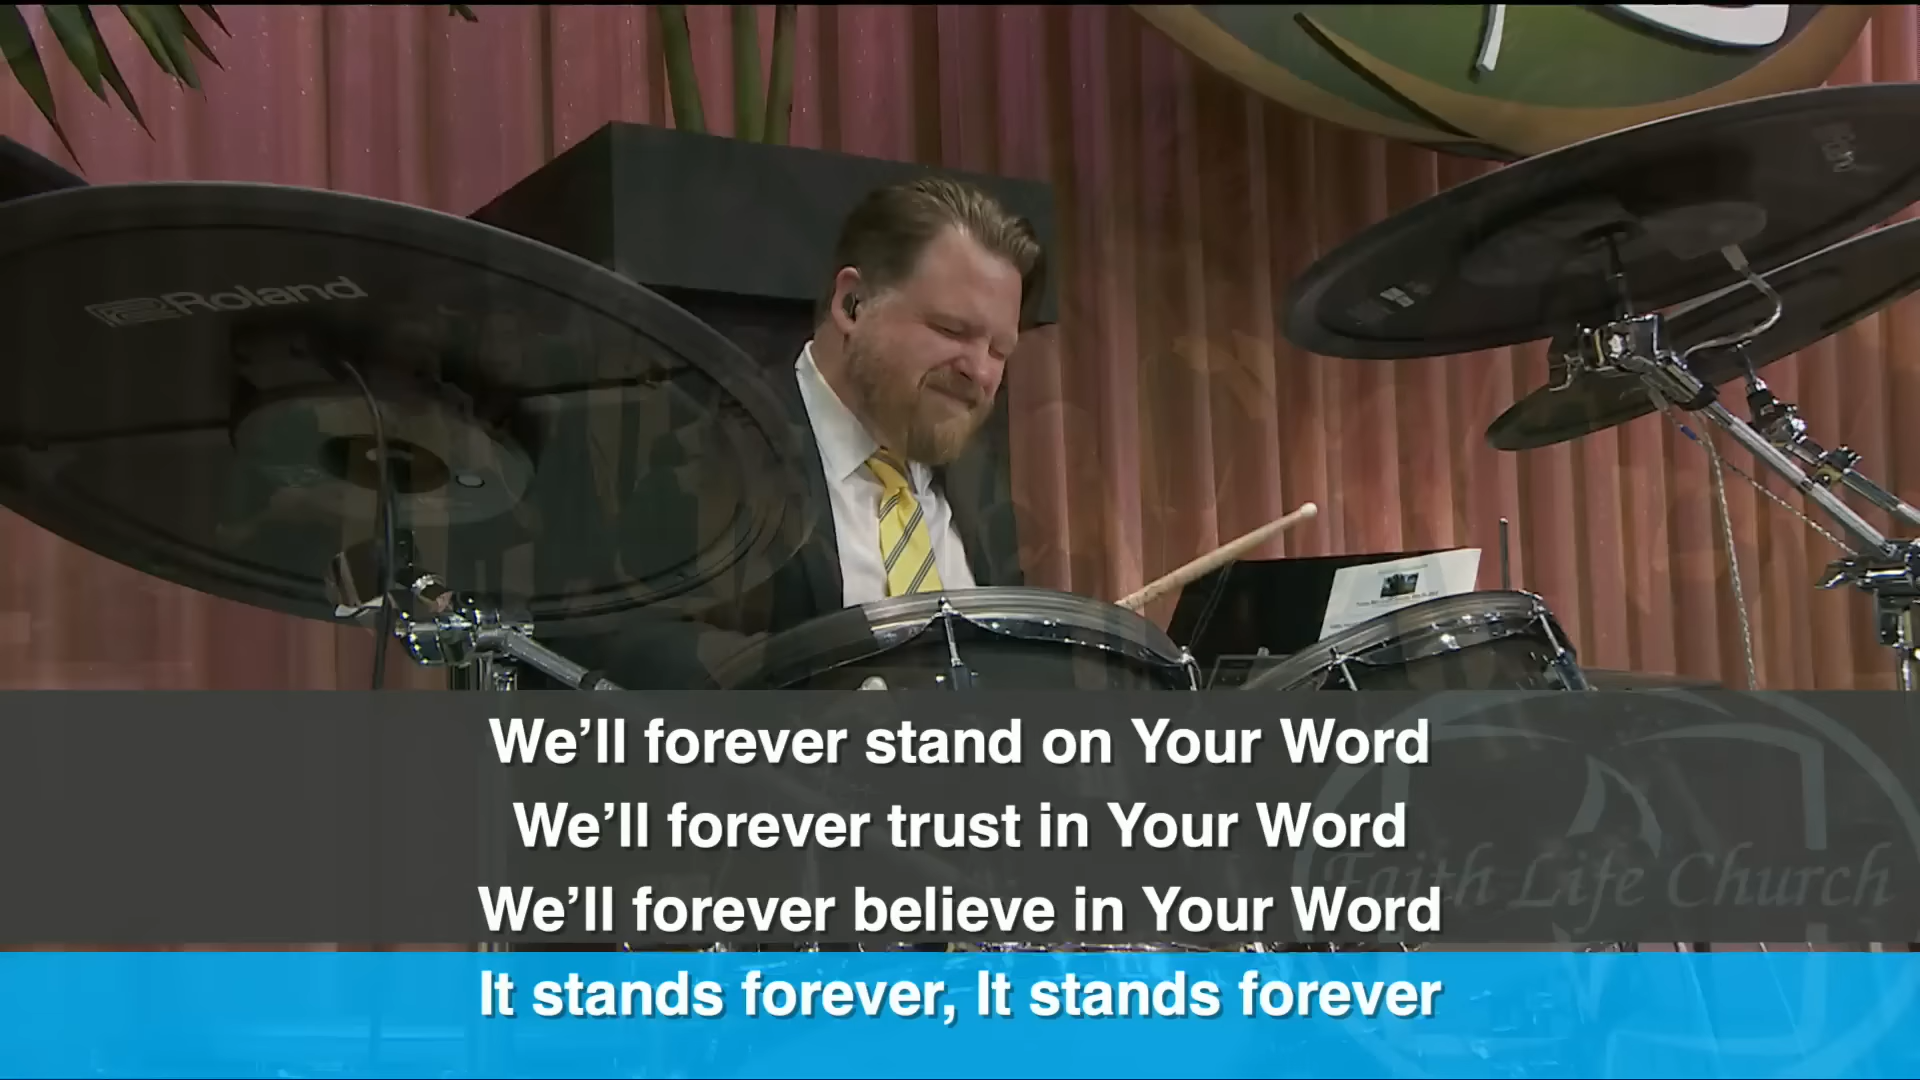 Roland
We'll forever stand on Your Word
We'll forever trust in Your Word
We'll forever believe in Your Word
Faith Life Church
It stands forever, It stands forever